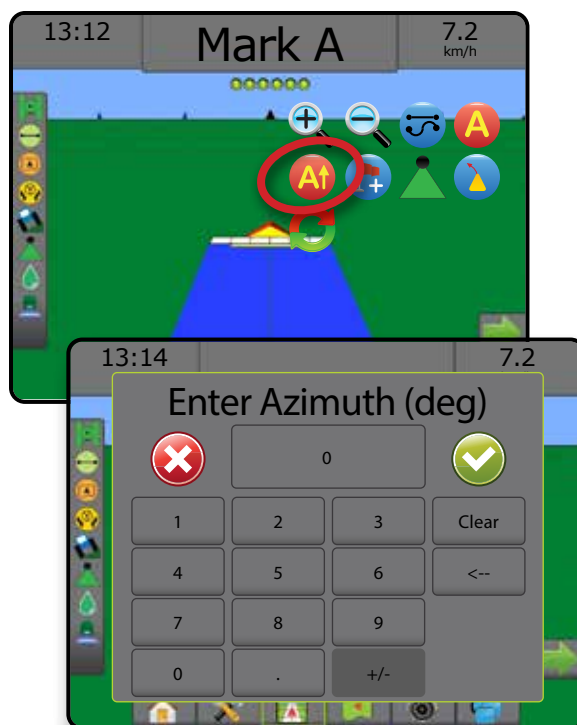 13:12 Mark A 7.2
km/h
A
A
13:14 7.2
Enter Azimuth (deg)
0
1 2 3 Clear
4 5 6 <--
7 8 9
0 . +/-